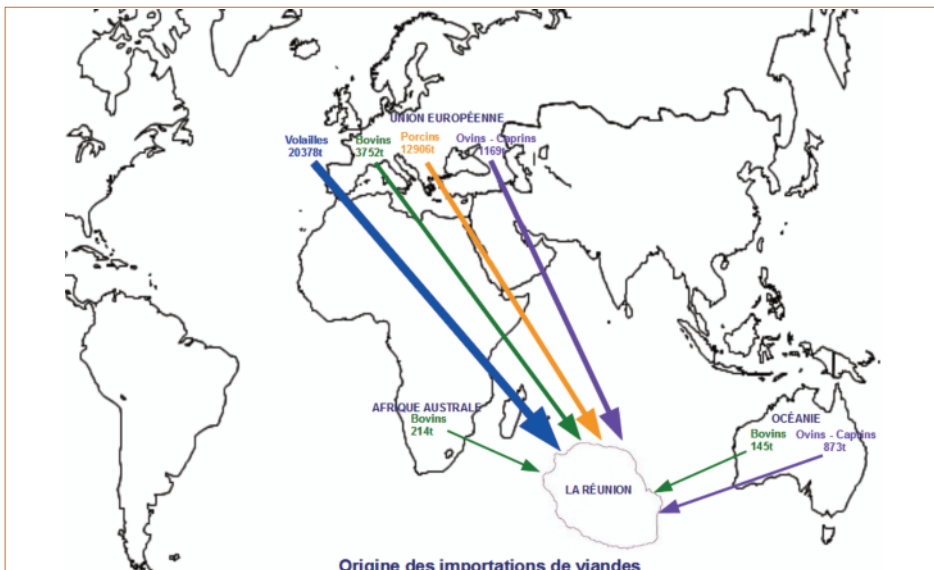 UNION EUROPÉENNE
Volailles
20378t
Bovins
3752t
Porcins
12906t
Ovins - Caprins
1169t
AFRIQUE AUSTRALE
Bovins
214t
OCÉANIE
Bovins
145t
Ovins - Caprins
873t
LA RÉUNION
Origine des importations de viandes